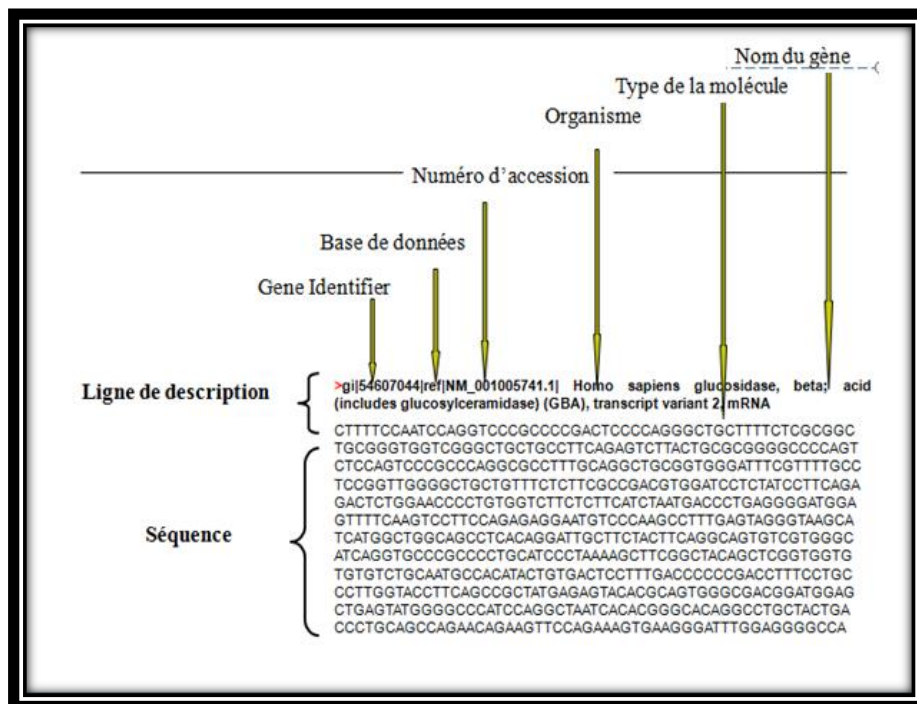 Nom du gène
Type de la molécule
Organisme
Numéro d'accession
Base de données
Gene Identifier
Ligne de description
>gi|54607044|ref|NM_001005741.1| Homo sapiens glucosidase, beta; acid
(includes glucosylceramidase) (GBA), transcript variant 2, mRNA
CTTTTCCAATCCAGGTCCCGCCCCGACTCCCCAGGGCTGCTTTTCTCGCGGC
TGCGGGTGGTCGGGCTGCTGCCTTCAGAGTCTTACTGCGCGGGGCCCCAGT
CTCCAGTCCCGCCCAGGCGCCTTTGCAGGCTGCGGTGGGATTTCGTTTTGCC
TCCGGTTGGGGCTGCTGTTTCTCTTCGCCGACGTGGATCCTCTATCCTTCAGA
GACTCTGGAACCCCTGTGGTCTTCTCTTCATCTAATGACCCTGAGGGGATGGA
GTTTTCAAGTCCTTCCAGAGAGGAATGTCCCAAGCCTTTGAGTAGGGTAAGCA
Séquence
TCATGGCTGGCAGCCTCACAGGATTGCTTCTACTTCAGGCAGTGTCGTGGGC
ATCAGGTGCCCGCCCCTGCATCCCTAAAAGCTTCGGCTACAGCTCGGTGGTG
TGTGTCTGCAATGCCACATACTGTGACTCCTTTGACCCCCCGACCTTTCCTGC
CCTTGGTACCTTCAGCCGCTATGAGAGTACACGCAGTGGGCGACGGATGGAG
CTGAGTATGGGGCCCATCCAGGCTAATCACACGGGCACAGGCCTGCTACTGA
CCCTGCAGCCAGAACAGAAGTTCCAGAAAGTGAAGGGATTTGGAGGGGCCA